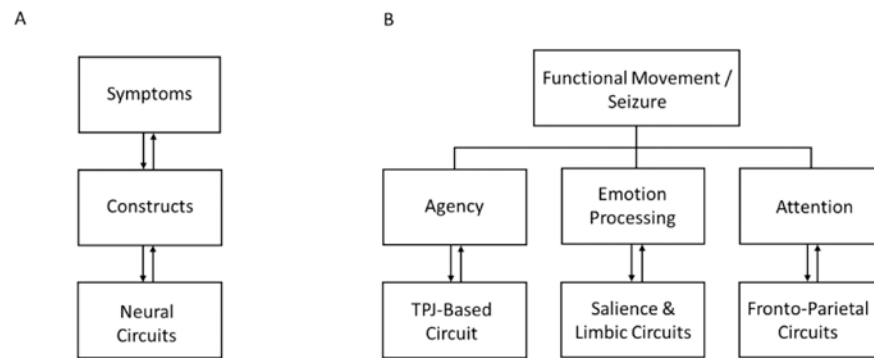 A
Symptoms
Constructs
Neural
Circuits
B
Functional Movement /
Seizure
Agency
Emotion
Processing
Attention
TPJ-Based
Circuit
Salience &
Limbic Circuits
Fronto-Parietal
Circuits